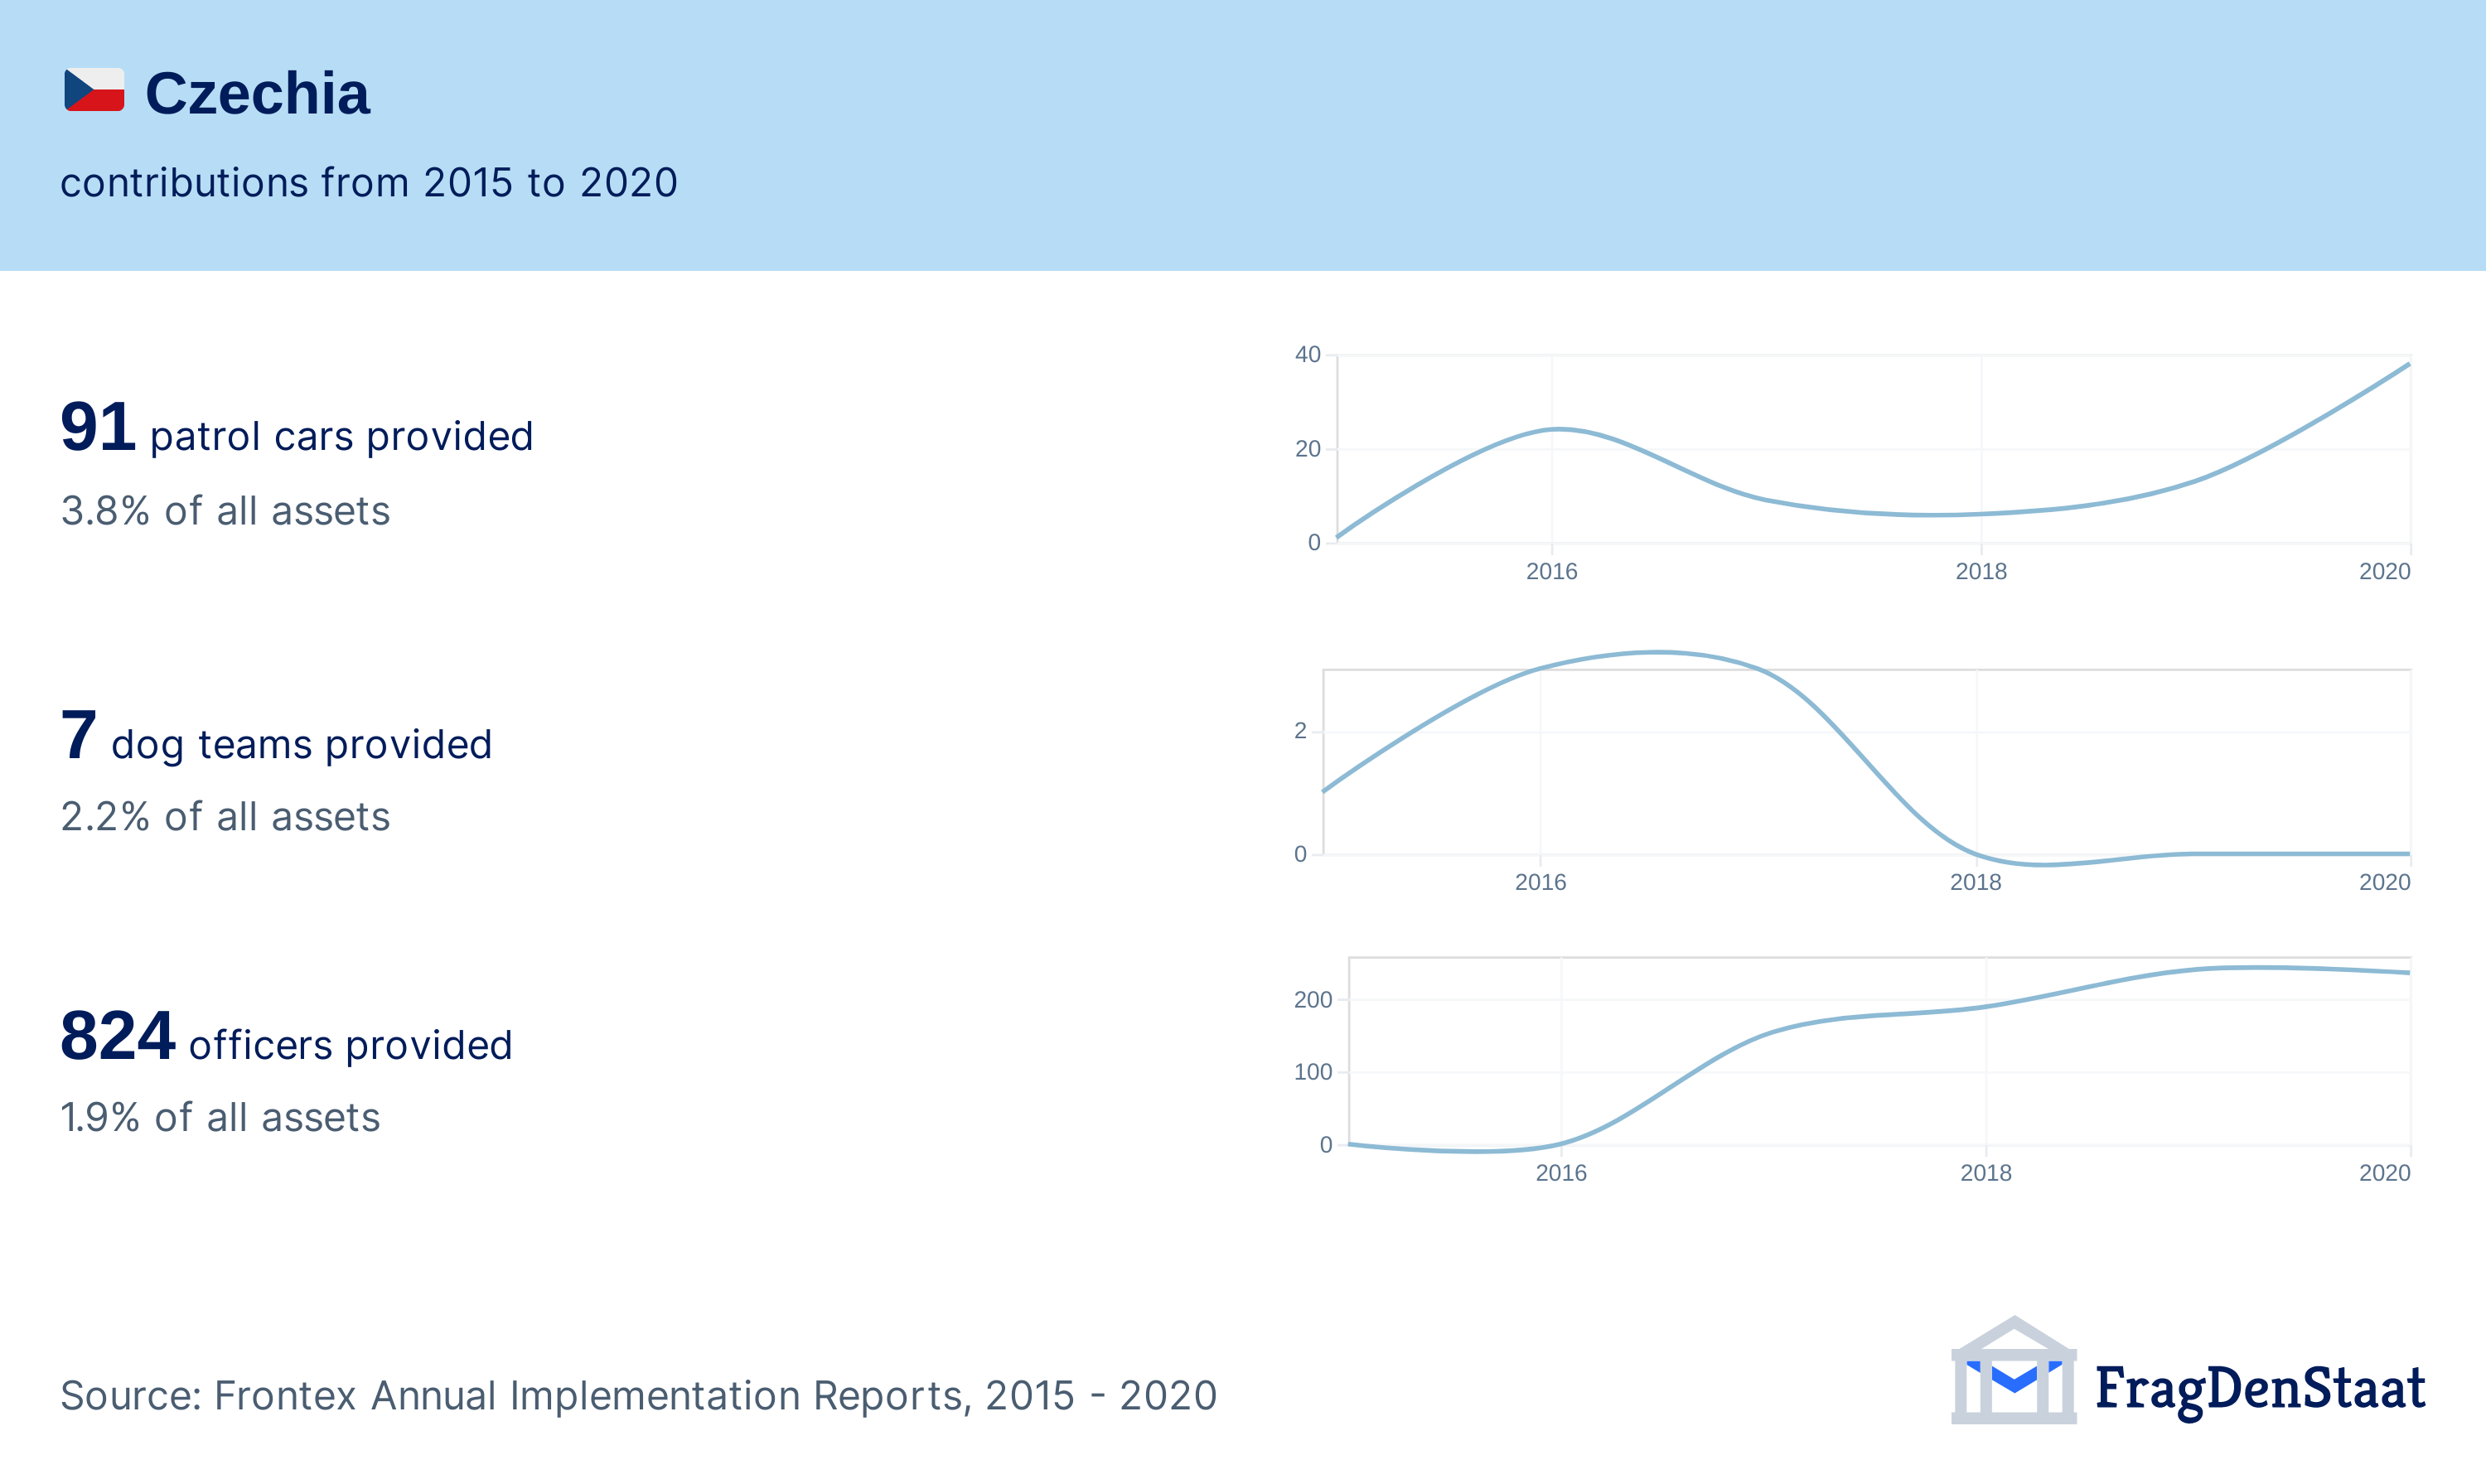 Czechia
contributions from 2015 to 2020
91 patrol cars provided
3.8% of all assets
40
20
0
2016 2018 2020
7 dog teams provided
2.2% of all assets
2
0
2016 2018 2020
824 officers provided
1.9% of all assets
200
100
0
2016 2018 2020
Source: Frontex Annual Implementation Reports, 2015 - 2020
FragDenStaat